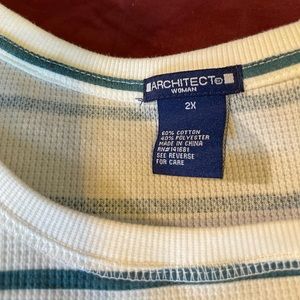 ARCHITECT®
WOMAN
2X
60% COTTON
40% POLYESTER
MADE IN CHINA
RN#141681
SEE REVERSE
FOR CARE